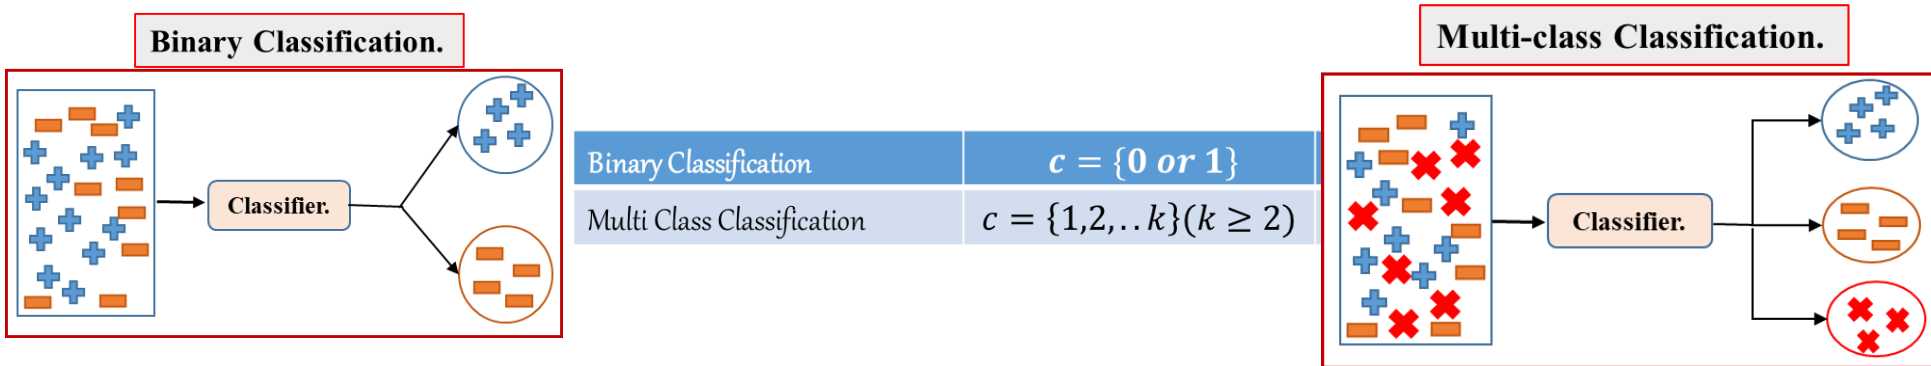 Binary Classification.
Classifier.
Binary Classification c = {0 or 1}
Multi Class Classification c = {1,2,..k}(k ≥ 2)
Multi-class Classification.
Classifier.